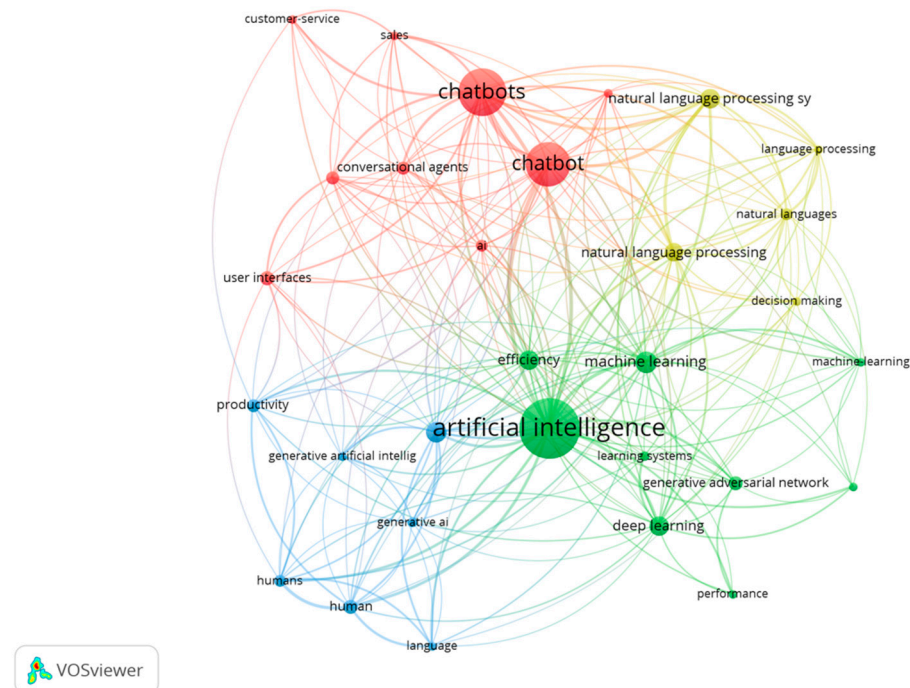 customer-service
sales
chatbots
natural language processing sy
chatbot
language processing
conversational agents
natural languages
ai
natural language processing
user interfaces
decision making
efficiency
machine learning
machine learning
productivity
artificial intelligence
generative artificial intellig
learning systems
generative adversarial network
generative ai
deep learning
humans
performance
human
language
VOSviewer